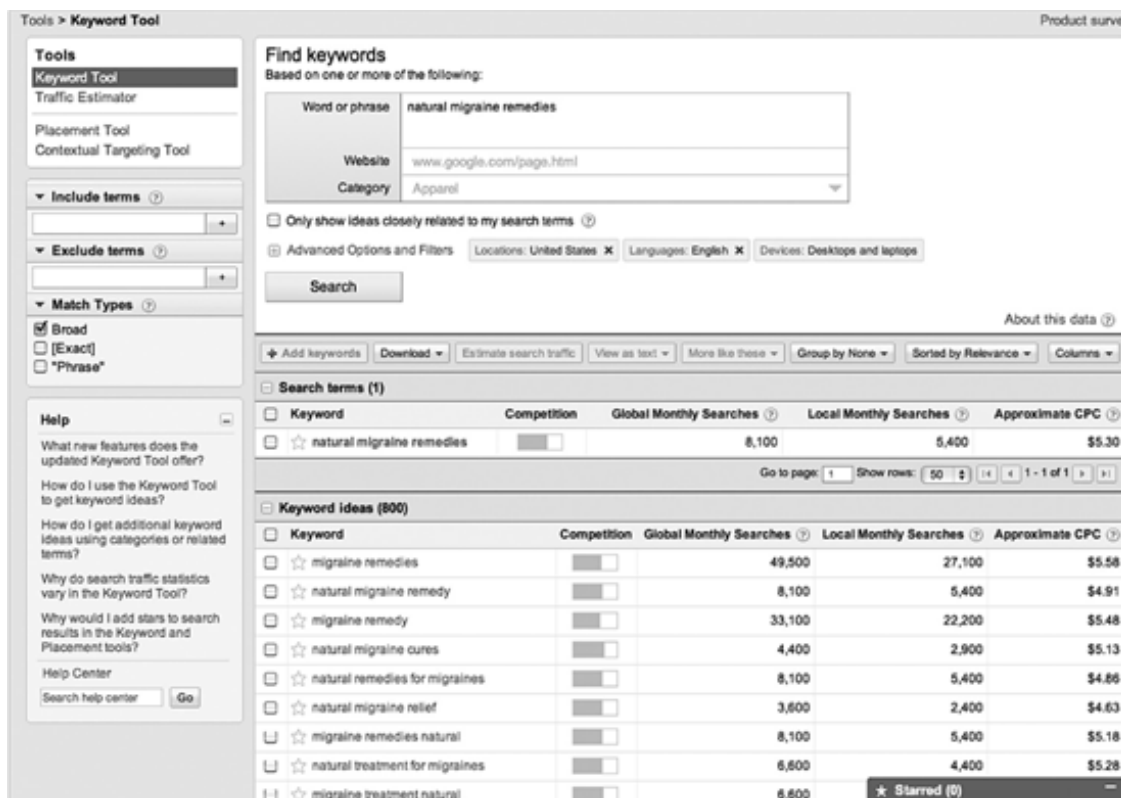 Tools > Keyword Tool
Product surve
Tools
Keyword Tool
Traffic Estimator
Placement Tool
Contextual Targeting Tool
Include terms
+
Exclude terms
+
Match Types
Broad
[Exact]
"Phrase"
Help
What new features does the
updated Keyword Tool offer?
How do I use the Keyword Tool
to get keyword ideas?
How do I get additional keyword
ideas using categories or related
terms?
Why do search traffic statistics
vary in the Keyword Tool?
Why would I add stars to search
results in the Keyword and
Placement tools?
Help Center
Search help center Go
Find keywords
Based on one or more of the following:
Word or phrase natural migraine remedies
Website www.google.com/page.html
Category Apparel
Only show ideas closely related to my search terms
Advanced Options and Filters Locations: United States × Languages: English × Devices: Desktops and laptops
Search
About this data
+ Add keywords Download Estimate search traffic View as text More like these Group by None Sorted by Relevance Columns
Search terms (1)
Keyword Competition Global Monthly Searches Local Monthly Searches Approximate CPC
natural migraine remedies 8,100 5,400 $5.30
Go to page: 1 Show rows: 50 1 - 1 of 1
Keyword ideas (800)
Keyword Competition Global Monthly Searches Local Monthly Searches Approximate CPC
migraine remedies 49,500 27,100 $5.58
natural migraine remedy 8,100 5,400 $4.91
migraine remedy 33,100 22,200 $5.48
natural migraine cures 4,400 2,900 $5.13
natural remedies for migraines 8,100 5,400 $4.86
natural migraine relief 3,600 2,400 $4.63
migraine remedies natural 8,100 5,400 $5.18
natural treatment for migraines 6,600 4,400 $5.28
migraine treatment natural 6,600
Starred (0)